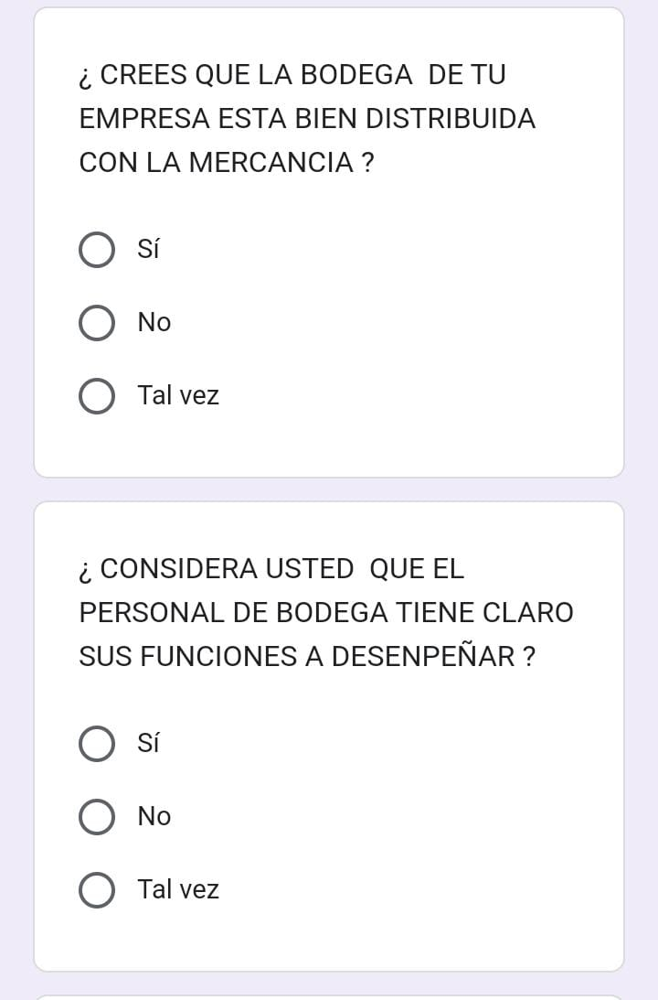 ¿ CREES QUE LA BODEGA  DE TU
EMPRESA ESTA BIEN DISTRIBUIDA
CON LA MERCANCIA ?
Sí
No
Tal vez
¿ CONSIDERA USTED  QUE EL
PERSONAL DE BODEGA TIENE CLARO
SUS FUNCIONES A DESENPEÑAR ?
Sí
No
Tal vez